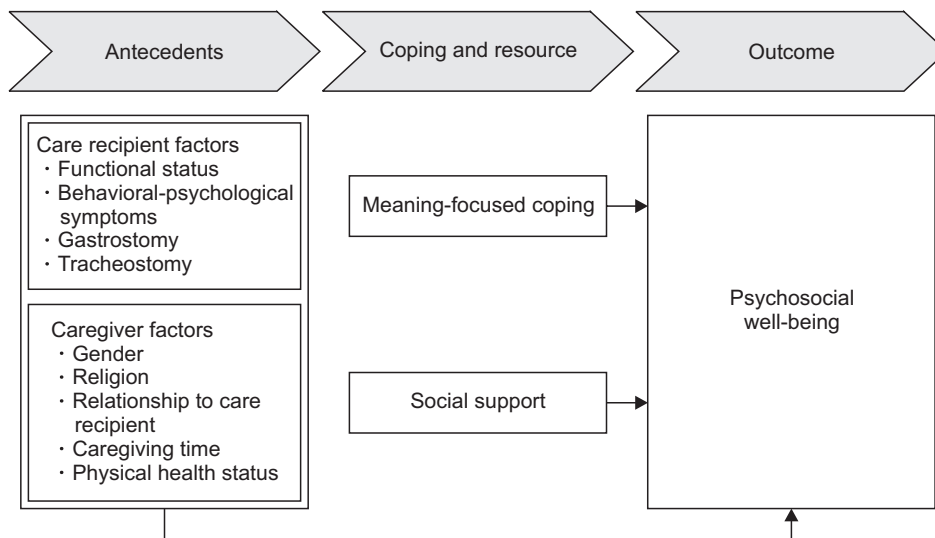 Antecedents
Coping and resource
Outcome
Care recipient factors
· Functional status
· Behavioral-psychological
symptoms
· Gastrostomy
· Tracheostomy
Caregiver factors
· Gender
· Religion
· Relationship to care
recipient
· Caregiving time
· Physical health status
Meaning-focused coping
Social support
Psychosocial
well-being